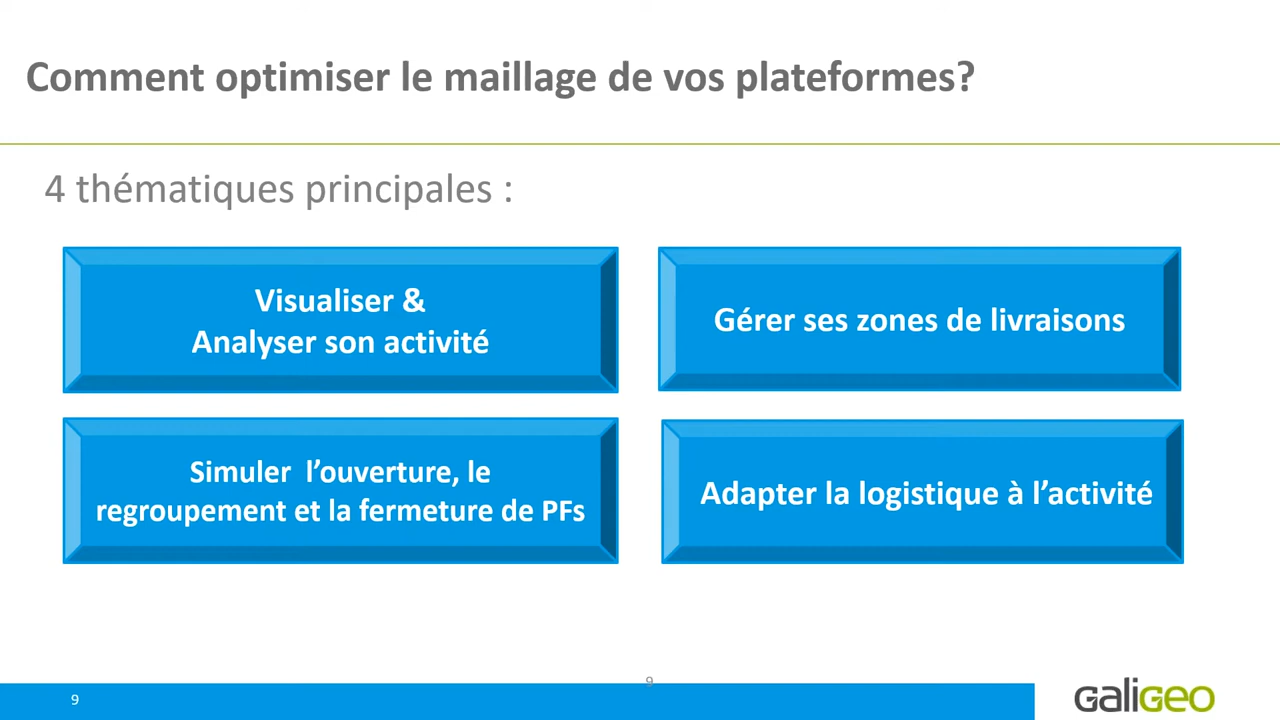 Comment optimiser le maillage de vos plateformes?
4 thématiques principales :
Visualiser &
Analyser son activité
Gérer ses zones de livraisons
Simuler  l’ouverture, le
regroupement et la fermeture de PFs
Adapter la logistique à l’activité
9
9
GALIGEO